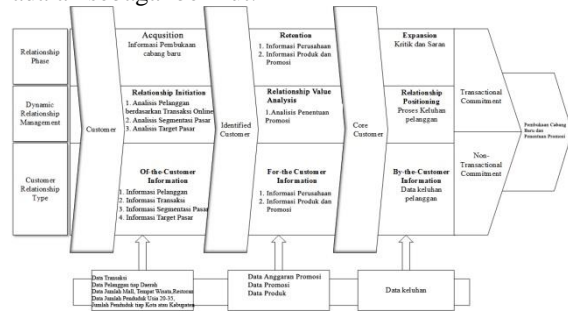 adalah sebagai berikut:
Relationship
Phase
Acqusition
Informasi Pembukaan
cabang baru
Retention
1. Informasi Perusahaan
2. Informasi Produk dan
Promosi
Expansion
Kritik dan Saran
Dynamic
Relationship
Management
Customer
Relationship Initiation
1. Analisis Pelanggan
berdasarkan Transaksi Online
2. Analisis Segmentasi Pasar
3. Analisis Target Pasar
Identified
Customer
Relationship Value
Analysis
1.Analisis Penentuan
Promosi
Core
Customer
Relationship
Positioning
Proses Keluhan
pelanggan
Transactional
Commitment
Non-
Transactional
Commitment
Pembukaan Cabang
Baru dan
Penentuan Promosi
Customer
Relationship
Type
Of-the-Customer
Information
1. Informasi Pelanggan
2. Informasi Transaksi
3. Informasi Segmentasi Pasar
4. Informasi Target Pasar
For-the Customer
Information
1. Informasi Perusahaan
2. Informasi Produk dan
Promosi
By-the-Customer
Information
Data keluhan
pelanggan
Data Transaksi
Data Pelanggan tiap Daerah
Data Jumlah Mall, Tempat Wisata,Restoran
Data Jumlah Penduduk Usia 20-35,
Jumlah Penduduk tiap Kota atau Kabupaten
Data Anggaran Promosi
Data Promosi
Data Produk
Data keluhan